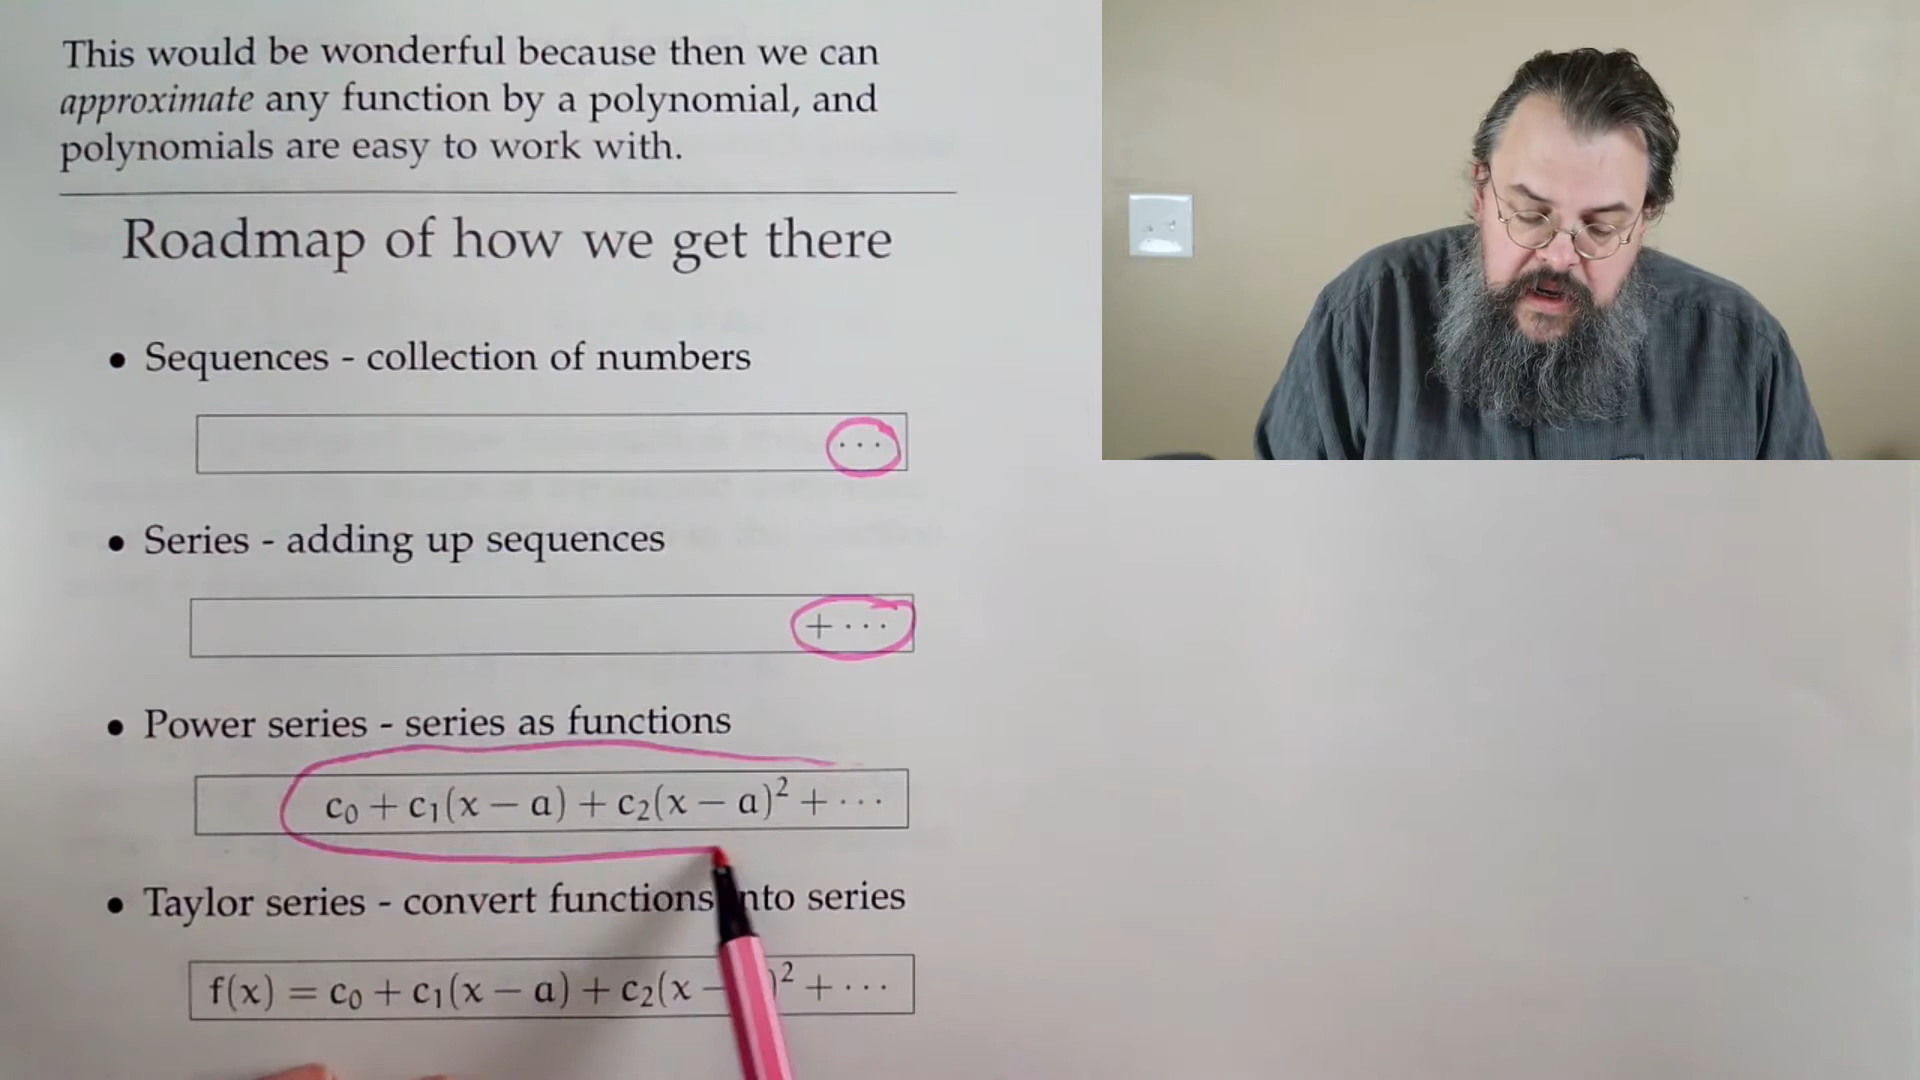 This would be wonderful because then we can
approximate any function by a polynomial, and
polynomials are easy to work with.
Roadmap of how we get there
• Sequences - collection of numbers
· · ·
• Series - adding up sequences
+ · · ·
• Power series - series as functions
c₀ + c₁(x − a) + c₂(x − a)² + · · ·
• Taylor series - convert functions into series
f(x) = c₀ + c₁(x − )² + · · ·